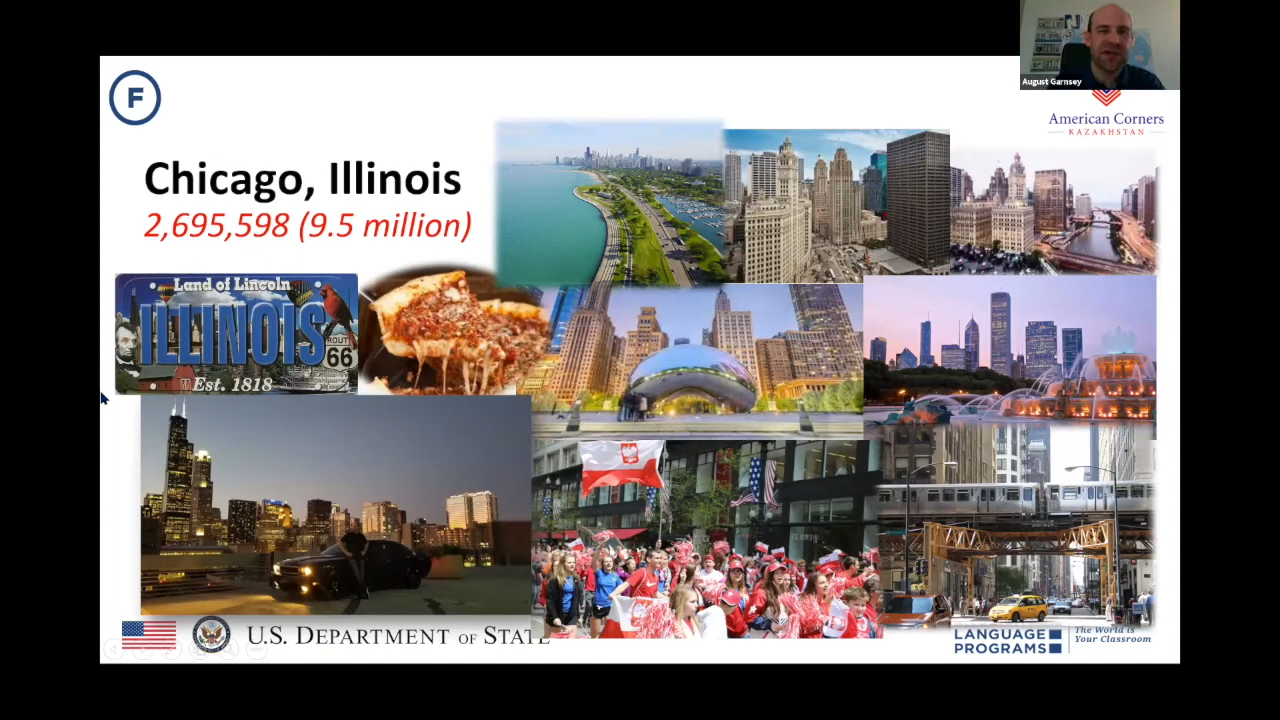 August Garnsey
F
American Corners
KAZAKHSTAN
Chicago, Illinois
2,695,598 (9.5 million)
Land of Lincoln
ILLINOIS
ROUTE
66
Est. 1818
U.S. DEPARTMENT OF STATE
LANGUAGE
PROGRAMS
The World is
Your Classroom